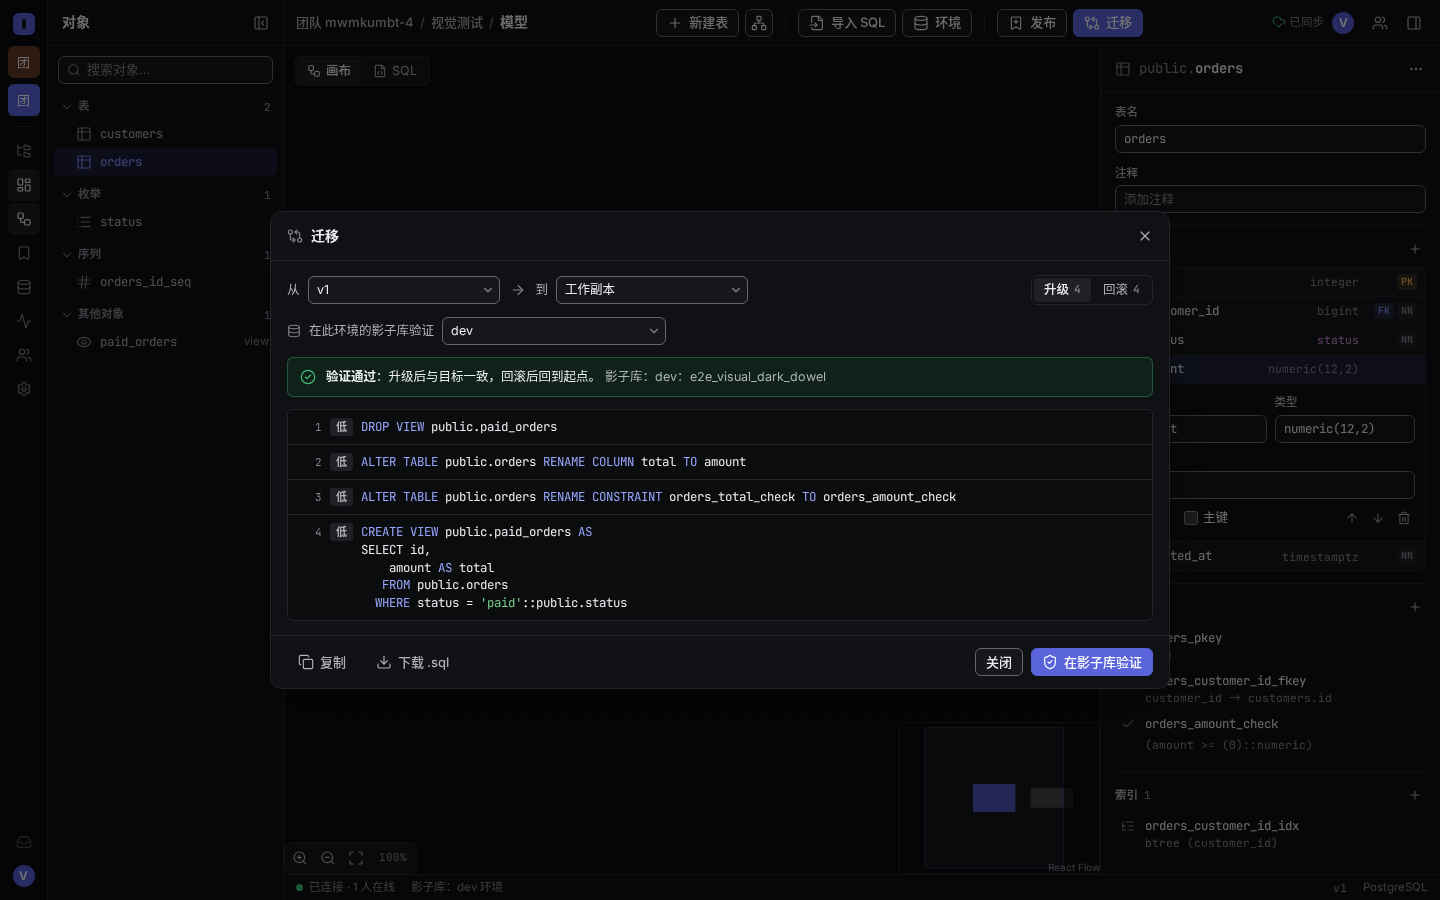 对象
团队 mwmkumbt-4 / 视觉测试 / 模型
新建表
导入 SQL
环境
发布
迁移
已同步
V
团
团
搜索对象...
画布
SQL
public.orders
表 2
customers
orders
枚举 1
status
序列 1
orders_id_seq
其他对象 1
paid_orders view
表名
orders
注释
添加注释
迁移
从 v1 到 工作副本
升级 4 回滚 4
在此环境的影子库验证 dev
验证通过：升级后与目标一致，回滚后回到起点。 影子库：dev：e2e_visual_dark_dowel
1 低 DROP VIEW public.paid_orders
2 低 ALTER TABLE public.orders RENAME COLUMN total TO amount
3 低 ALTER TABLE public.orders RENAME CONSTRAINT orders_total_check TO orders_amount_check
4 低 CREATE VIEW public.paid_orders AS
SELECT id,
amount AS total
FROM public.orders
WHERE status = 'paid'::public.status
复制
下载 .sql
关闭
在影子库验证
integer PK
omer_id bigint FK NN
us status NN
nt numeric(12,2)
类型
t numeric(12,2)
主键
ted_at timestamptz NN
ers_pkey
)
ers_customer_id_fkey
customer_id → customers.id
orders_amount_check
(amount >= (0)::numeric)
索引 1
orders_customer_id_idx
btree (customer_id)
100%
React Flow
V
已连接 · 1 人在线
影子库：dev 环境
v1
PostgreSQL